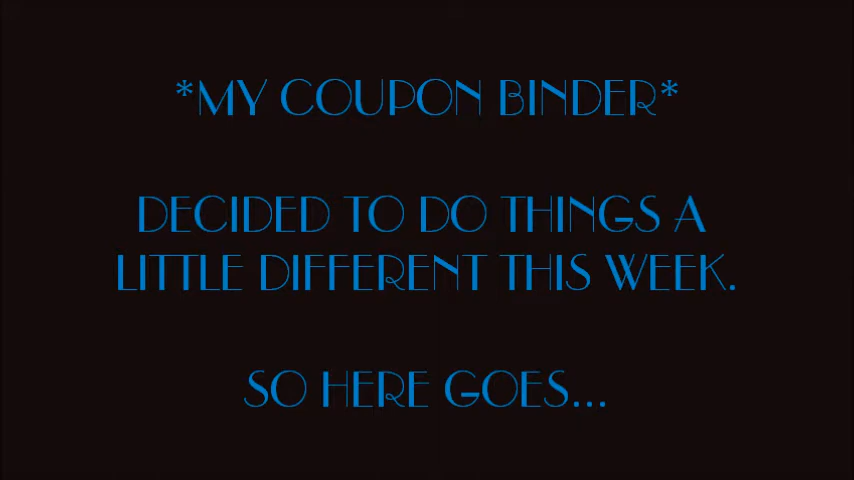 *MY COUPON BINDER*
DECIDED TO DO THINGS A
LITTLE DIFFERENT THIS WEEK.
SO HERE GOES...